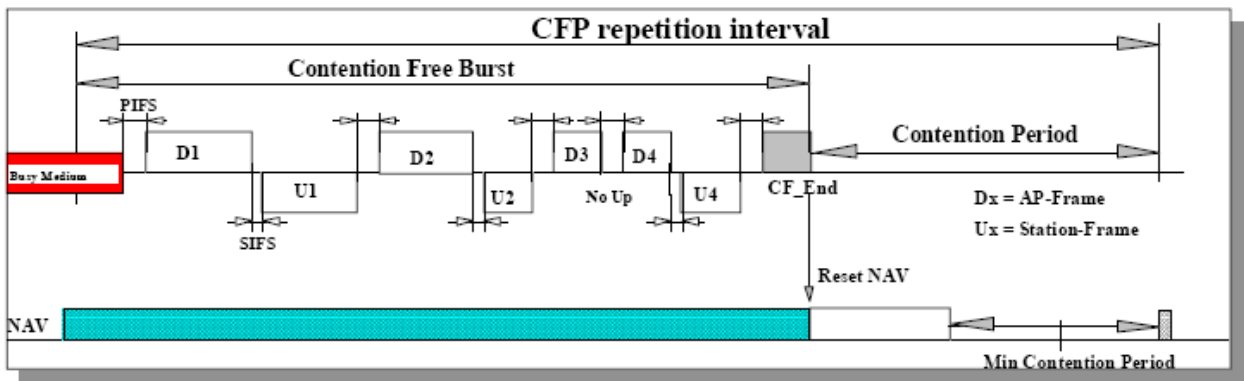 CFP repetition interval
Contention Free Burst
PIFS
Contention Period
D1
D2
D3
D4
Busy Medium
U1
U2
No Up
U4
CF_End
Dx = AP-Frame
Ux = Station-Frame
SIFS
Reset NAV
NAV
Min Contention Period